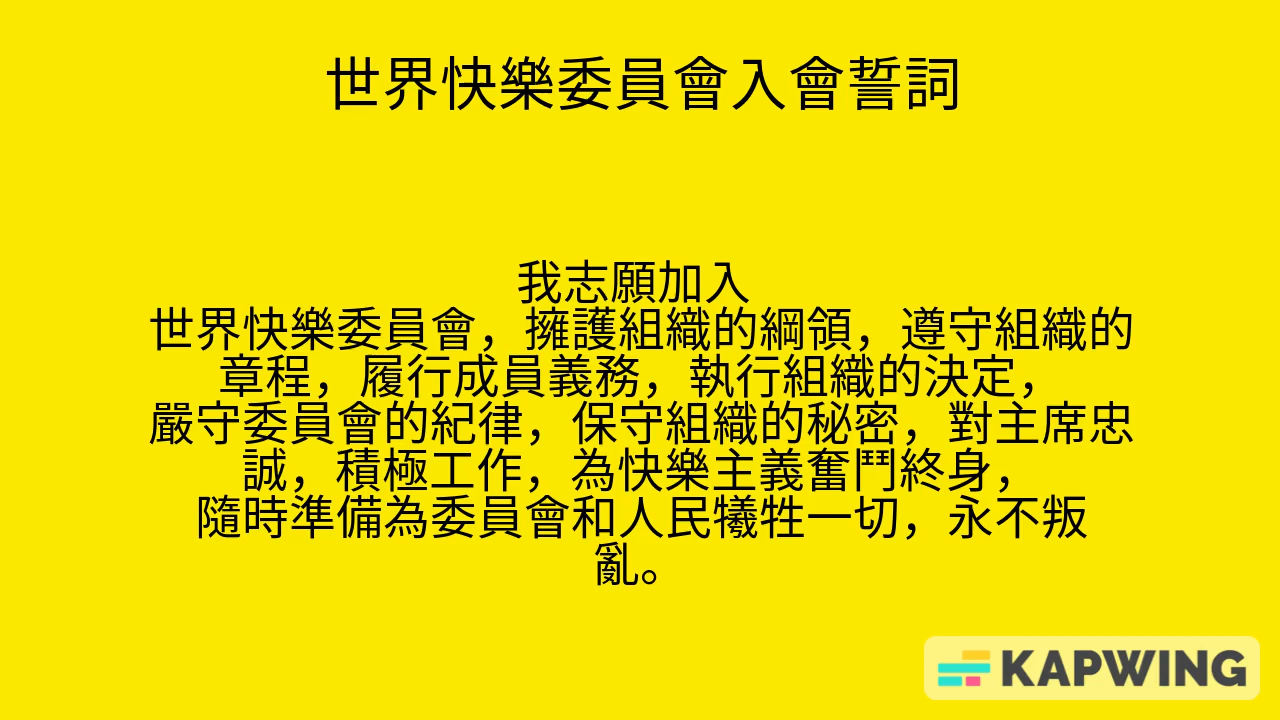 世界快樂委員會入會誓詞
我志願加入
世界快樂委員會，擁護組織的綱領，遵守組織的
章程，履行成員義務，執行組織的決定，
嚴守委員會的紀律，保守組織的秘密，對主席忠
誠，積極工作，為快樂主義奮鬥終身，
隨時準備為委員會和人民犧牲一切，永不叛
亂。
KAPWING